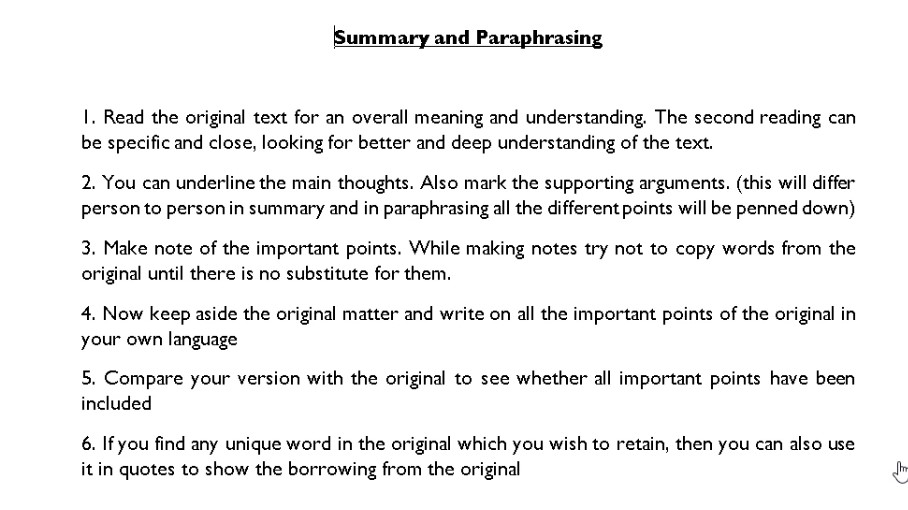 Summary and Paraphrasing
1. Read the original text for an overall meaning and understanding. The second reading can
be specific and close, looking for better and deep understanding of the text.
2. You can underline the main thoughts. Also mark the supporting arguments. (this will differ
person to person in summary and in paraphrasing all the different points will be penned down)
3. Make note of the important points. While making notes try not to copy words from the
original until there is no substitute for them.
4. Now keep aside the original matter and write on all the important points of the original in
your own language
5. Compare your version with the original to see whether all important points have been
included
6. If you find any unique word in the original which you wish to retain, then you can also use
it in quotes to show the borrowing from the original